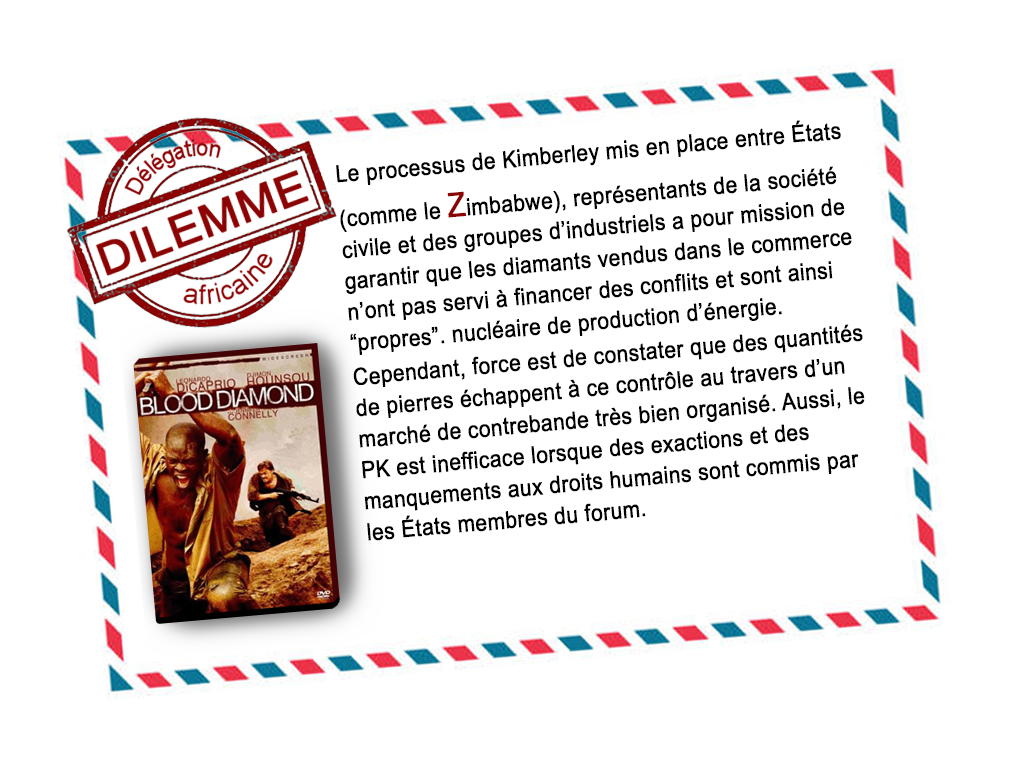 Délégation
DILEMME
africaine
Le processus de Kimberley mis en place entre États
(comme le Zimbabwe), représentants de la société
civile et des groupes d’industriels a pour mission de
garantir que les diamants vendus dans le commerce
n’ont pas servi à financer des conflits et sont ainsi
“propres”. nucléaire de production d’énergie.
Cependant, force est de constater que des quantités
de pierres échappent à ce contrôle au travers d’un
marché de contrebande très bien organisé. Aussi, le
PK est inefficace lorsque des exactions et des
manquements aux droits humains sont commis par
les États membres du forum.
WIDESCREEN
LEONARDO DJIMON
DiCAPRIO HOUNSOU
BLOOD DIAMOND
CONNELLY
DVD